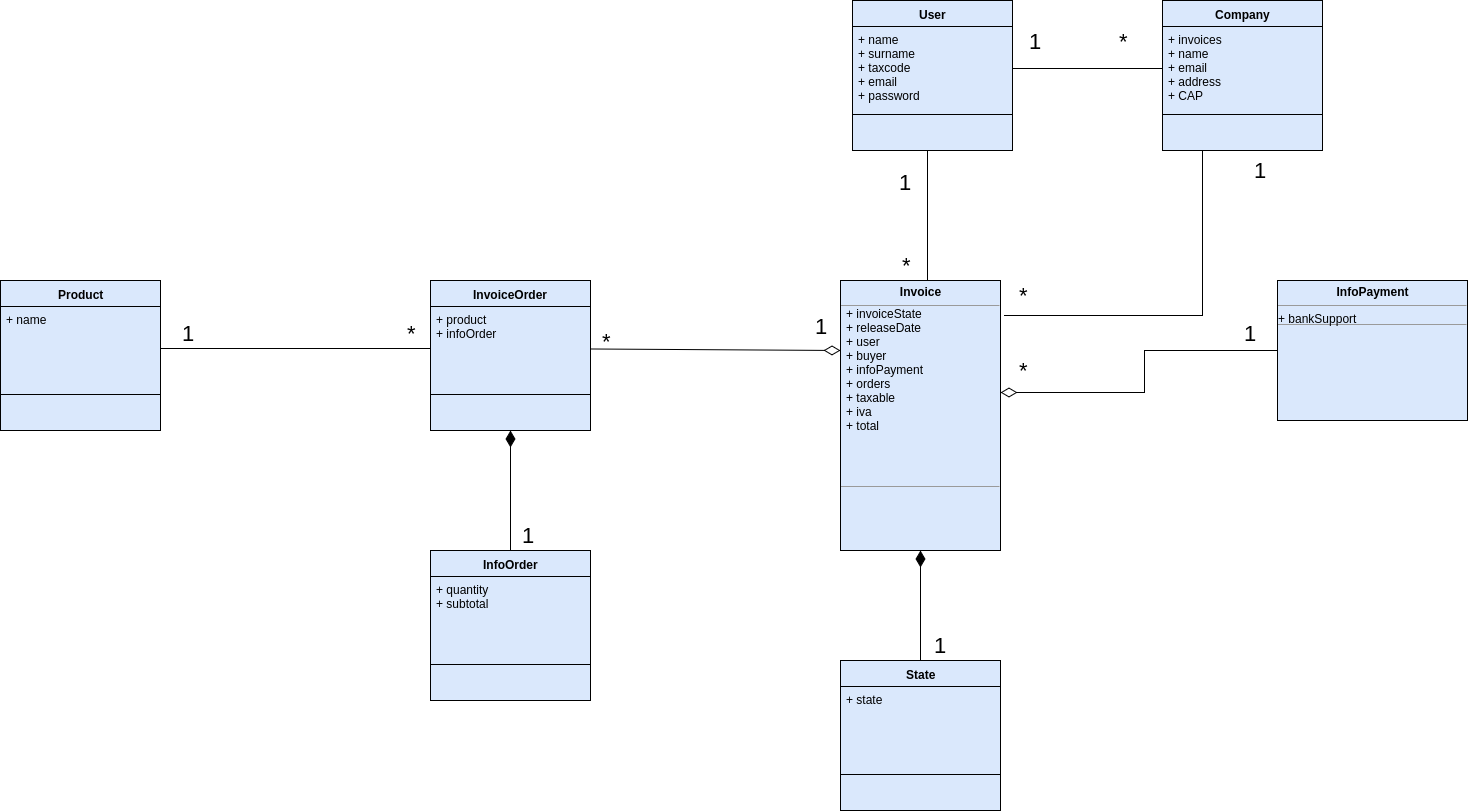 User
+ name
+ surname
+ taxcode
+ email
+ password
1
*
Company
+ invoices
+ name
+ email
+ address
+ CAP
1
*
1
*
Product
+ name
1
*
InvoiceOrder
+ product
+ infoOrder
*
1
Invoice
+ invoiceState
+ releaseDate
+ user
+ buyer
+ infoPayment
+ orders
+ taxable
+ iva
+ total
*
1
InfoPayment
+ bankSupport
1
InfoOrder
+ quantity
+ subtotal
1
State
+ state